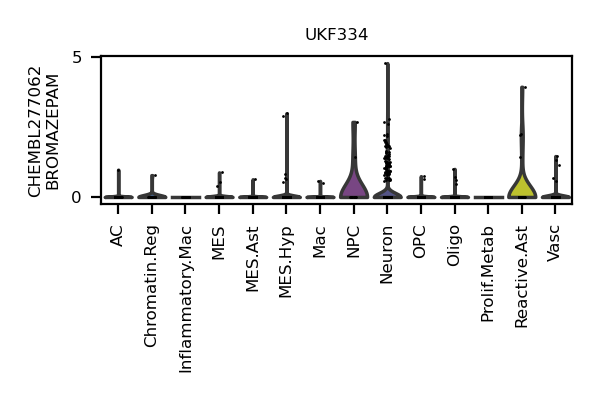 UKF334
CHEMBL277062
BROMAZEPAM
5
0
AC
Chromatin.Reg
Inflammatory.Mac
MES
MES.Ast
MES.Hyp
Mac
NPC
Neuron
OPC
Oligo
Prolif.Metab
Reactive.Ast
Vasc